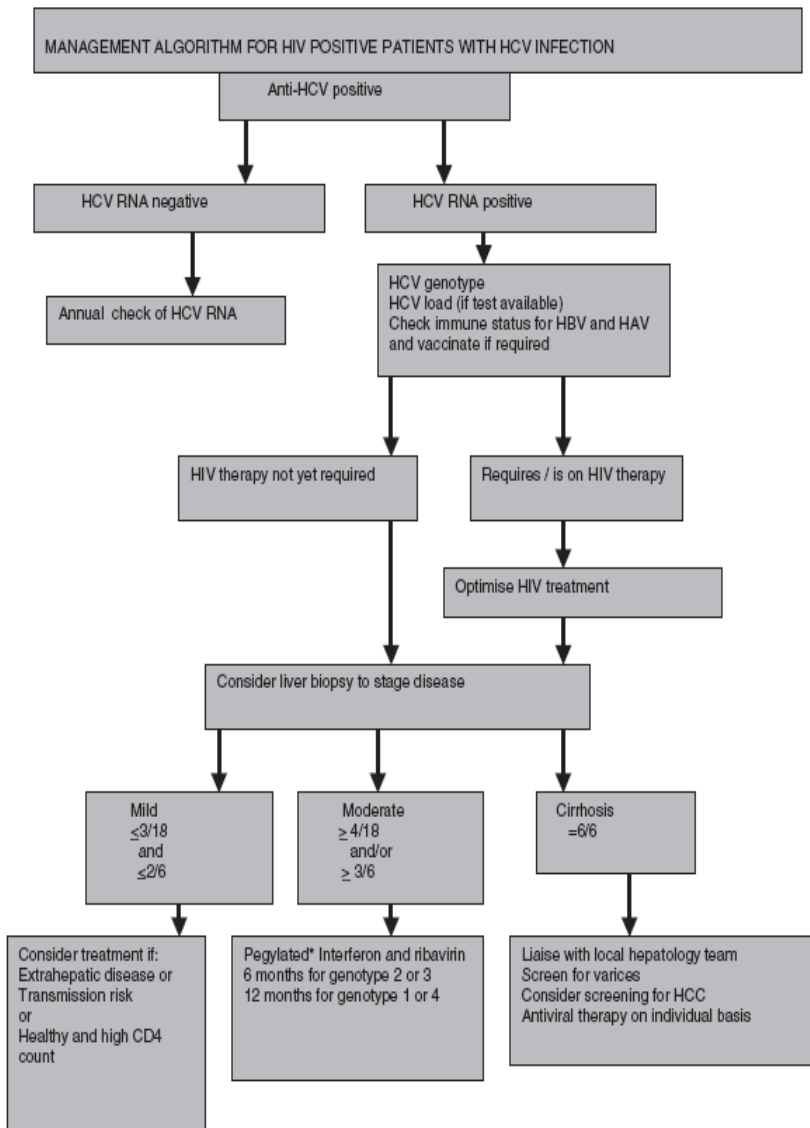 MANAGEMENT ALGORITHM FOR HIV POSITIVE PATIENTS WITH HCV INFECTION
Anti-HCV positive
HCV RNA negative
HCV RNA positive
Annual check of HCV RNA
HCV genotype
HCV load (if test available)
Check immune status for HBV and HAV
and vaccinate if required
HIV therapy not yet required
Requires / is on HIV therapy
Optimise HIV treatment
Consider liver biopsy to stage disease
Mild
≤3/18
and
≤2/6
Moderate
≥ 4/18
and/or
≥ 3/6
Cirrhosis
=6/6
Consider treatment if:
Extrahepatic disease or
Transmission risk
or
Healthy and high CD4
count
Pegylated* Interferon and ribavirin
6 months for genotype 2 or 3
12 months for genotype 1 or 4
Liaise with local hepatology team
Screen for varices
Consider screening for HCC
Antiviral therapy on individual basis